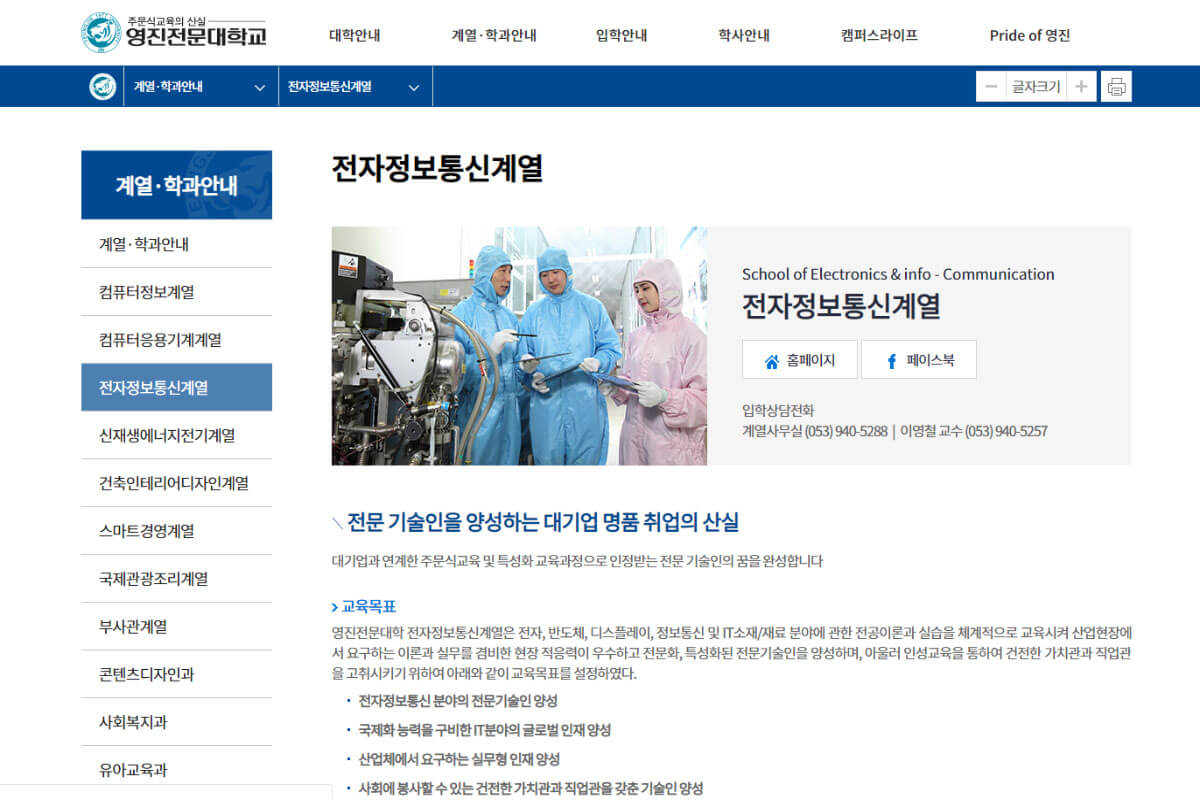 주문식교육의 산실
영진전문대학교
대학안내 계열·학과안내 입학안내 학사안내 캠퍼스라이프 Pride of 영진
계열·학과안내 전자정보통신계열 글자크기
계열·학과안내
계열·학과안내
컴퓨터정보계열
컴퓨터응용기계계열
전자정보통신계열
신재생에너지전기계열
건축인테리어디자인계열
스마트경영계열
국제관광조리계열
부사관계열
콘텐츠디자인과
사회복지과
유아교육과
전자정보통신계열
School of Electronics & info - Communication
전자정보통신계열
홈페이지 페이스북
입학상담전화
계열사무실 (053) 940-5288 | 이영철 교수 (053) 940-5257
전문 기술인을 양성하는 대기업 명품 취업의 산실
대기업과 연계한 주문식교육 및 특성화 교육과정으로 인정받는 전문 기술인의 꿈을 완성합니다
교육목표
영진전문대학 전자정보통신계열은 전자, 반도체, 디스플레이, 정보통신 및 IT소재/재료 분야에 관한 전공이론과 실습을 체계적으로 교육시켜 산업현장에
서 요구하는 이론과 실무를 겸비한 현장 적응력이 우수하고 전문화, 특성화된 전문기술인을 양성하며, 아울러 인성교육을 통하여 건전한 가치관과 직업관
을 고취시키기 위하여 아래와 같이 교육목표를 설정하였다.
· 전자정보통신 분야의 전문기술인 양성
· 국제화 능력을 구비한 IT분야의 글로벌 인재 양성
· 산업체에서 요구하는 실무형 인재 양성
· 사회에 봉사할 수 있는 건전한 가치관과 직업관을 갖춘 기술인 양성